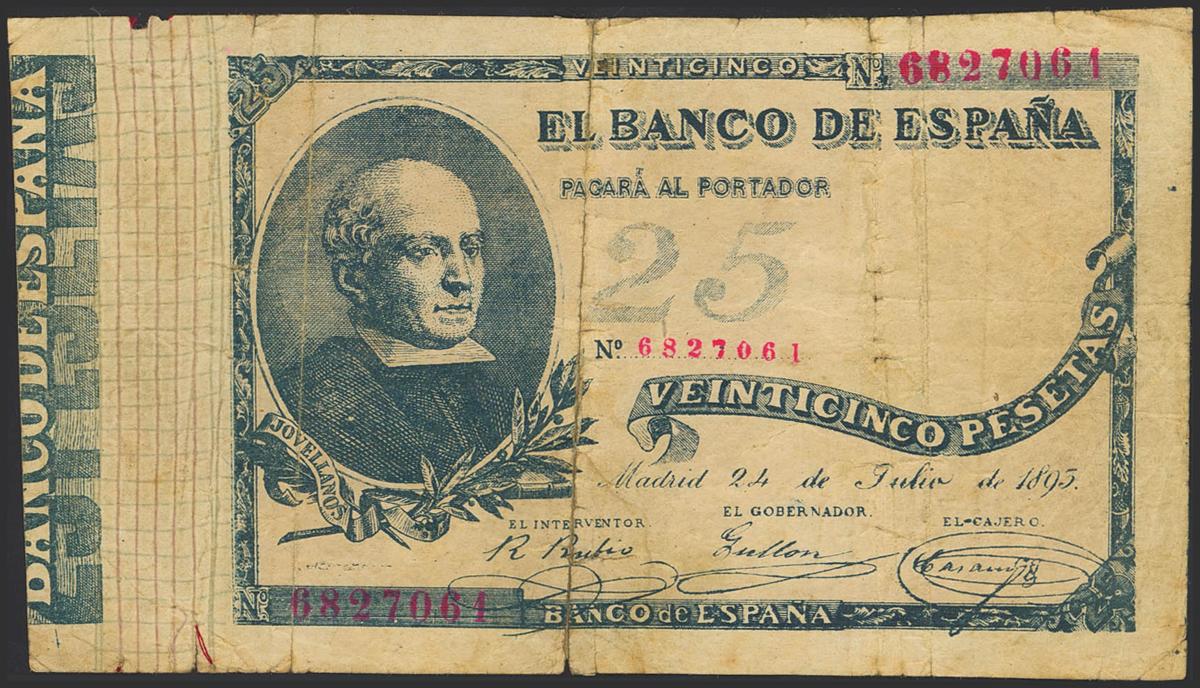 BANCO DE ESPAÑA
25
VEINTICINCO
Nº 6827061
EL BANCO DE ESPAÑA
PAGARÁ AL PORTADOR
25
Nº 6827061
VEINTICINCO PESETAS
JOVELLANOS
Madrid 24 de Julio de 1893.
EL INTERVENTOR.
EL GOBERNADOR.
EL CAJERO.
R Rubio
Gullon
Nº 6827061
BANCO de ESPAÑA